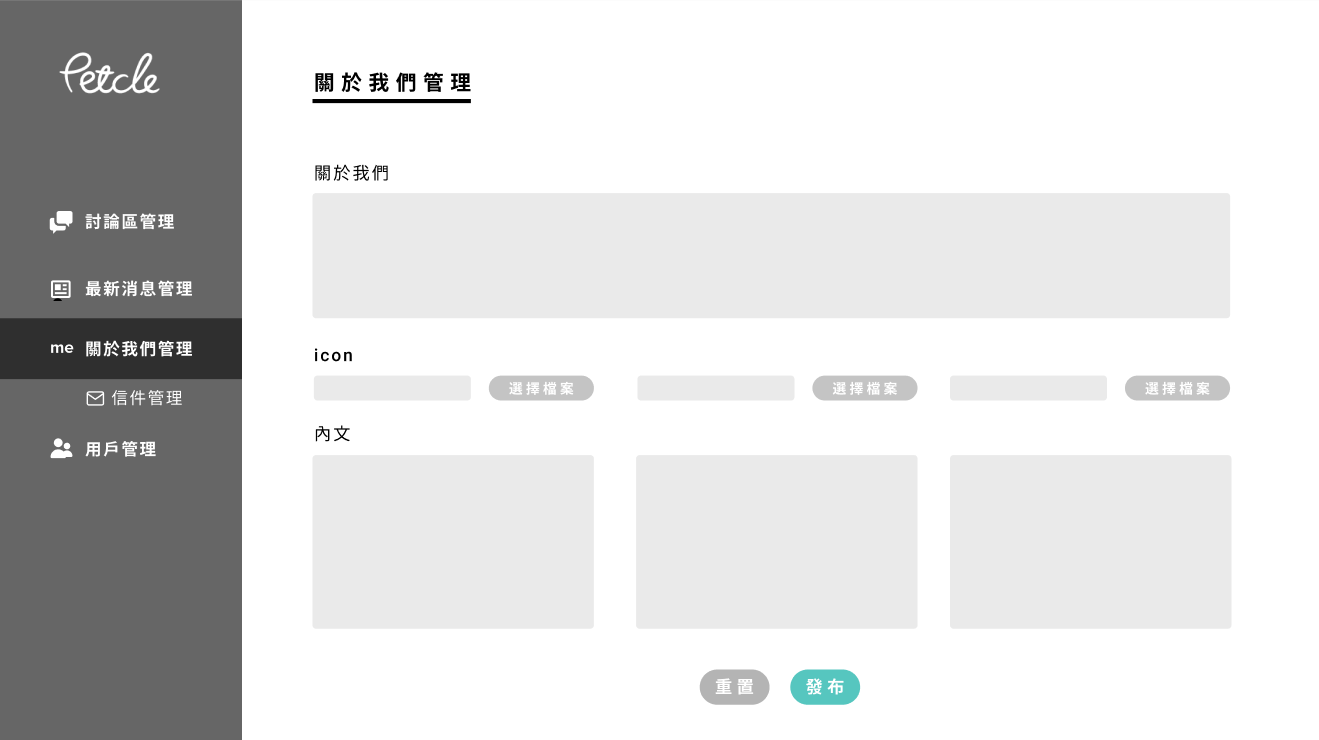 Petcle
討論區管理
最新消息管理
me 關於我們管理
信件管理
用戶管理
關於我們管理
關於我們
icon
選擇檔案 選擇檔案 選擇檔案
內文
重置 發布